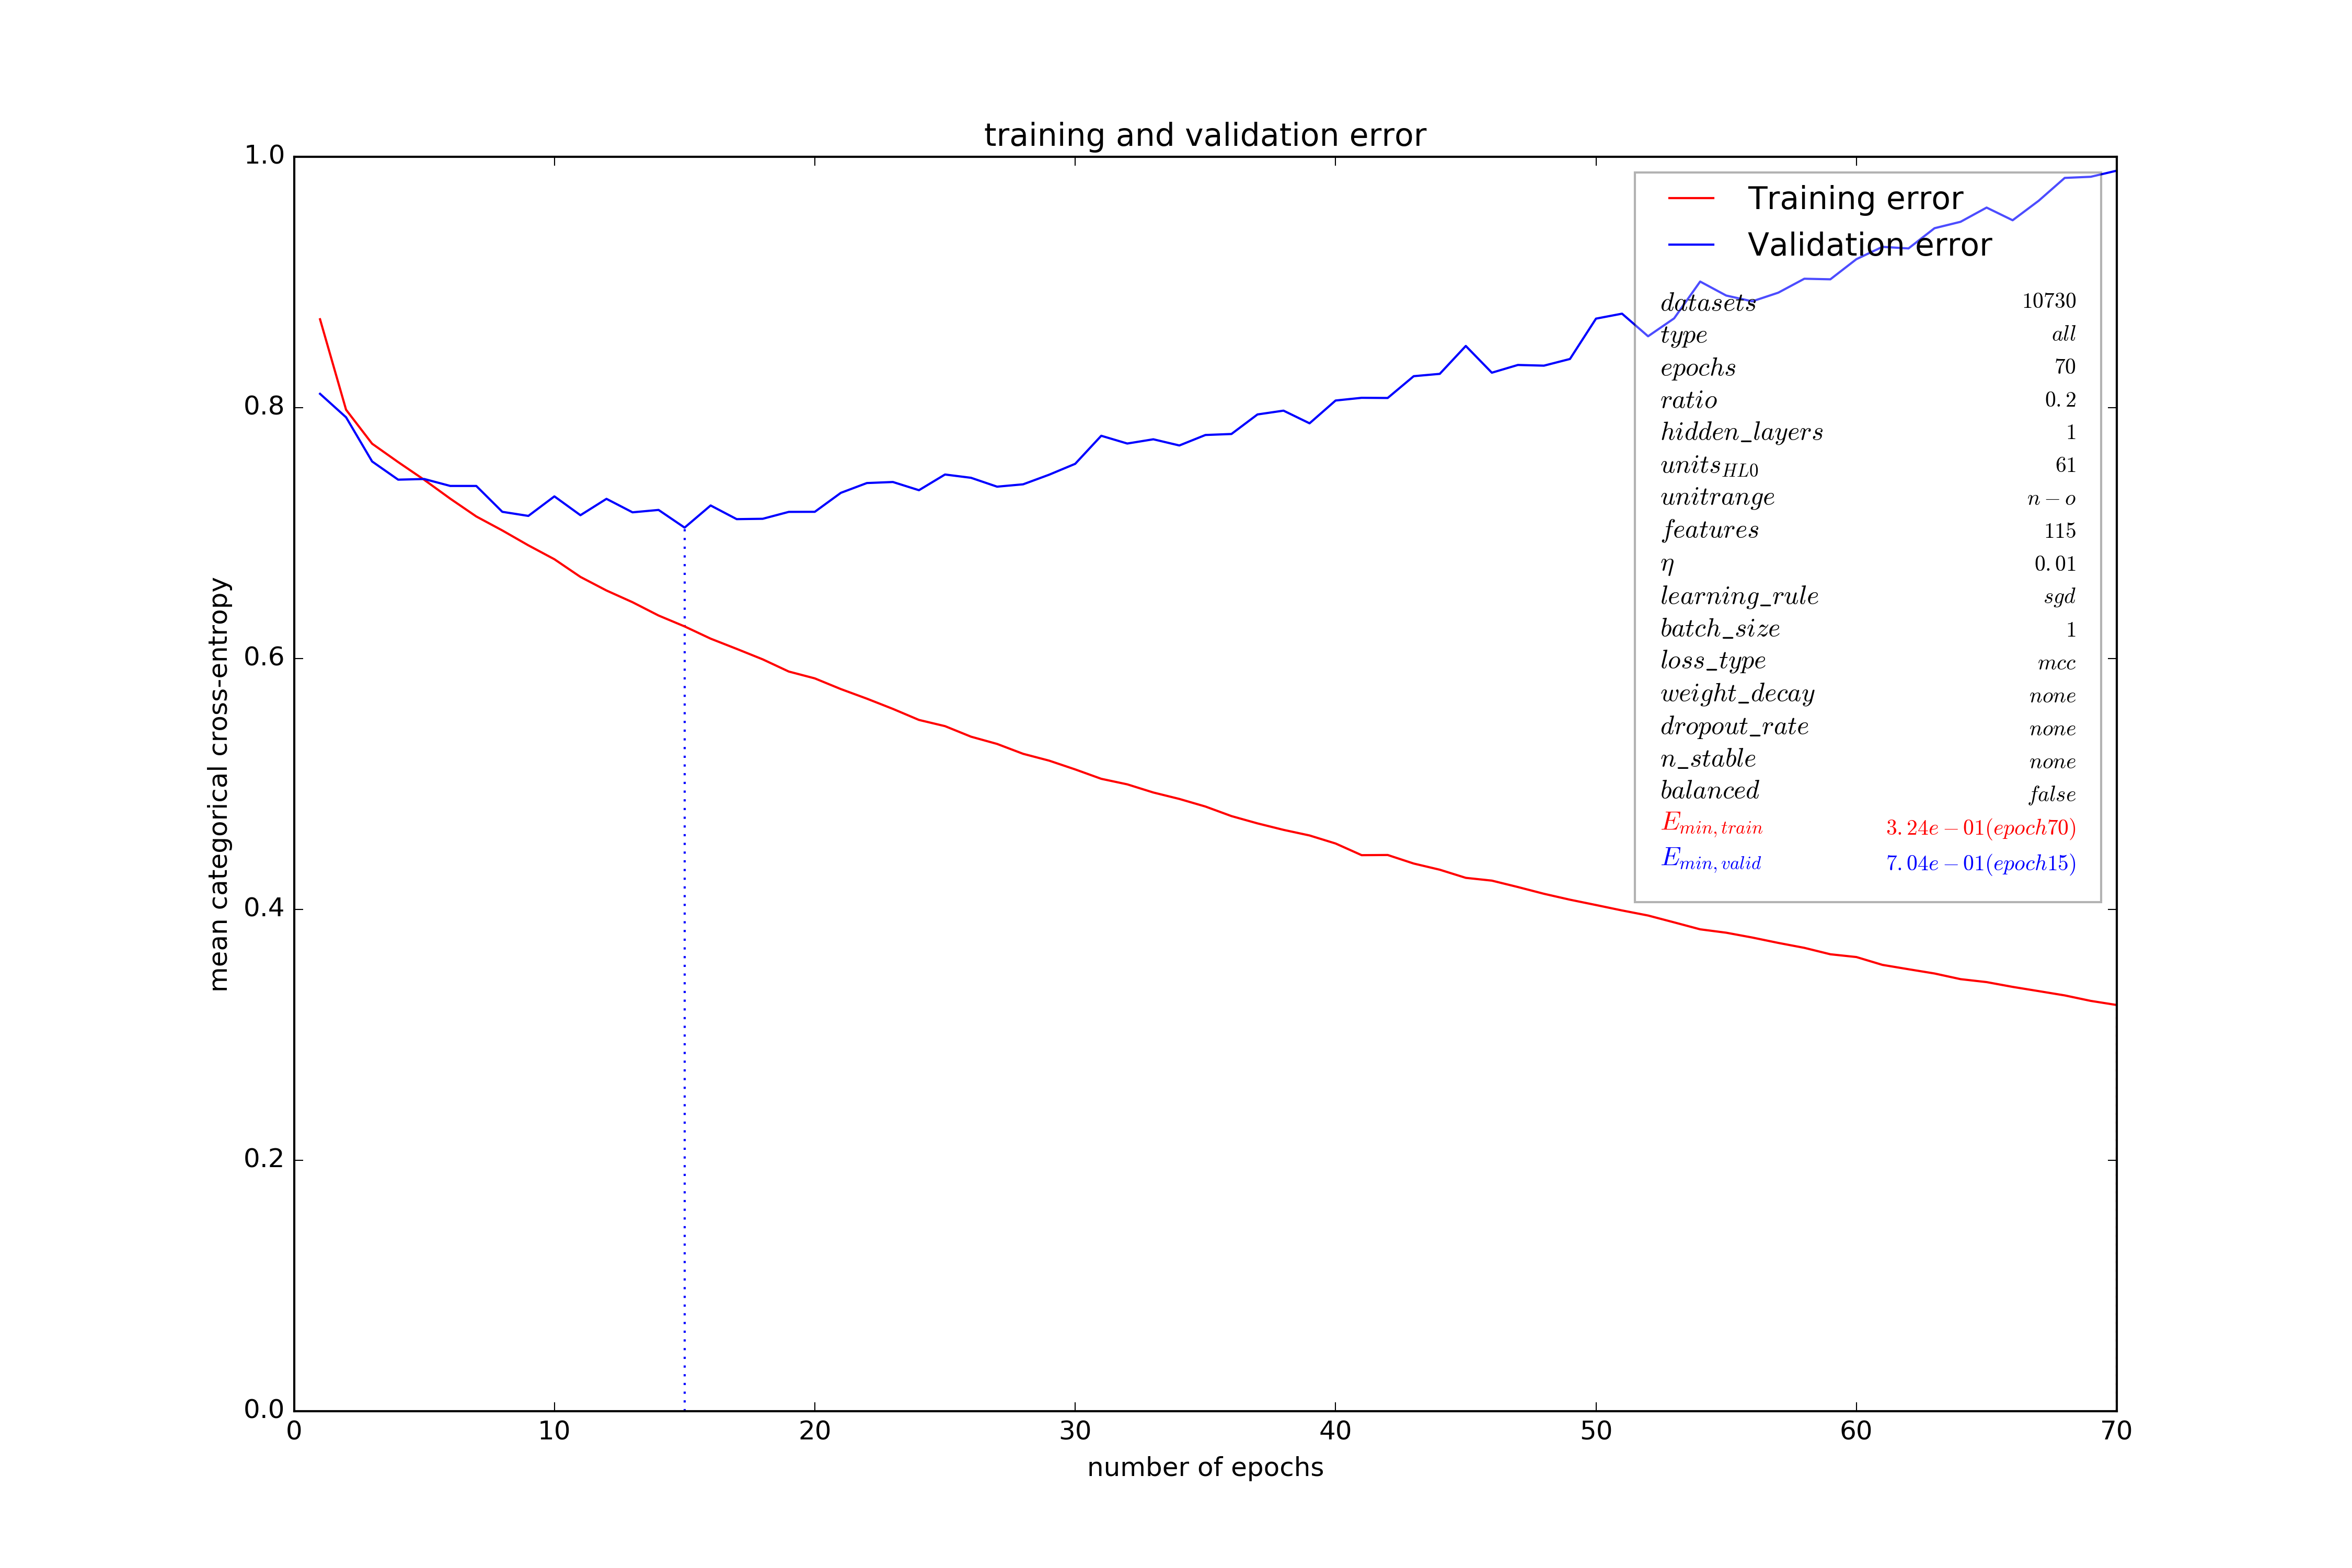 training and validation error
1.0
0.8
0.6
0.4
0.2
0.0
mean categorical cross-entropy
Training error
Validation error
datasets 10730
type all
epochs 70
ratio 0.2
hidden_layers 1
units_HL0 61
unitrange n − o
features 115
η 0.01
learning_rule sgd
batch_size 1
loss_type mcc
weight_decay none
dropout_rate none
n_stable none
balanced false
E_min,train 3.24e − 01(epoch70)
E_min,valid 7.04e − 01(epoch15)
0 10 20 30 40 50 60 70
number of epochs